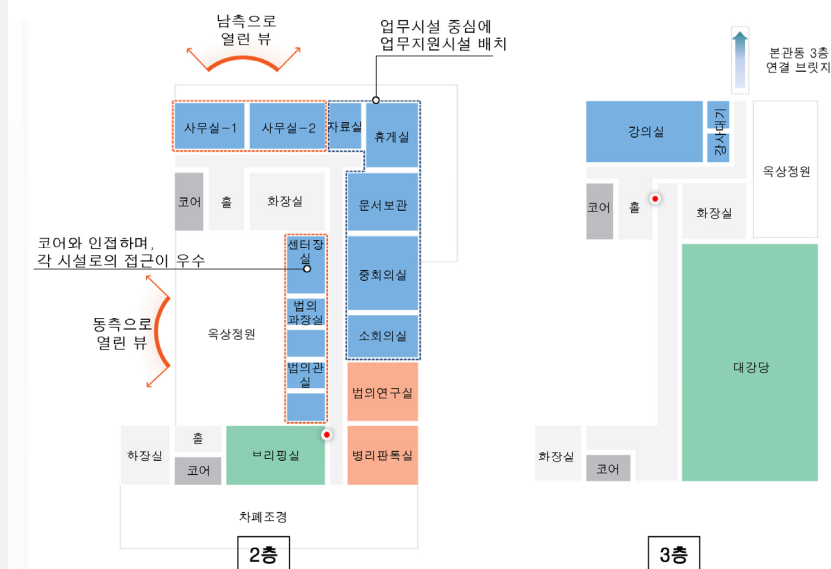 남측으로
열린 뷰
업무시설 중심에
업무지원시설 배치
사무실-1
사무실-2
자료실
휴게실
코어
홀
화장실
문서보관
코어와 인접하며,
각 시설로의 접근이 우수
센터장
실
중회의실
동측으로
열린 뷰
옥상정원
법의
과장실
소회의실
법의관
실
법의연구실
하장실
홀
코어
브리핑실
병리판독실
차폐조경
2층
본관동 3층
연결 브릿지
강의실
강사대기
옥상정원
코어
홀
화장실
대강당
화장실
코어
3층